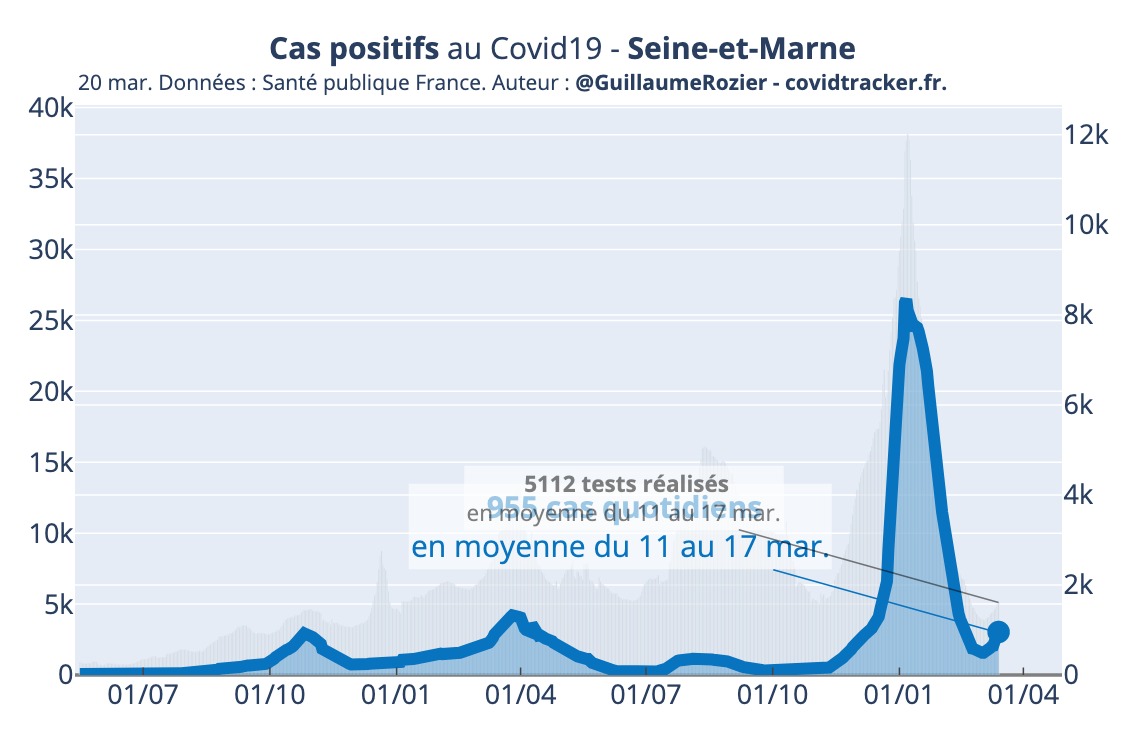 Cas positifs au Covid19 - Seine-et-Marne
20 mar. Données : Santé publique France. Auteur : @GuillaumeRozier - covidtracker.fr.
40k
35k
30k
25k
20k
15k
10k
5k
0
12k
10k
8k
6k
4k
2k
0
5112 tests réalisés
en moyenne du 11 au 17 mar.
955 cas quotidiens
en moyenne du 11 au 17 mar.
01/07
01/10
01/01
01/04
01/07
01/10
01/01
01/04